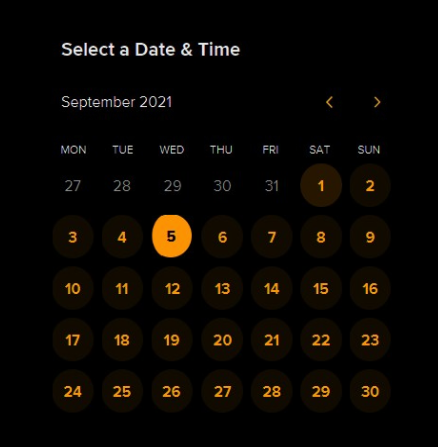 Select a Date & Time
September 2021
MON TUE WED THU FRI SAT SUN
27 28 29 30 31 1 2
3 4 5 6 7 8 9
10 11 12 13 14 15 16
17 18 19 20 21 22 23
24 25 26 27 28 29 30